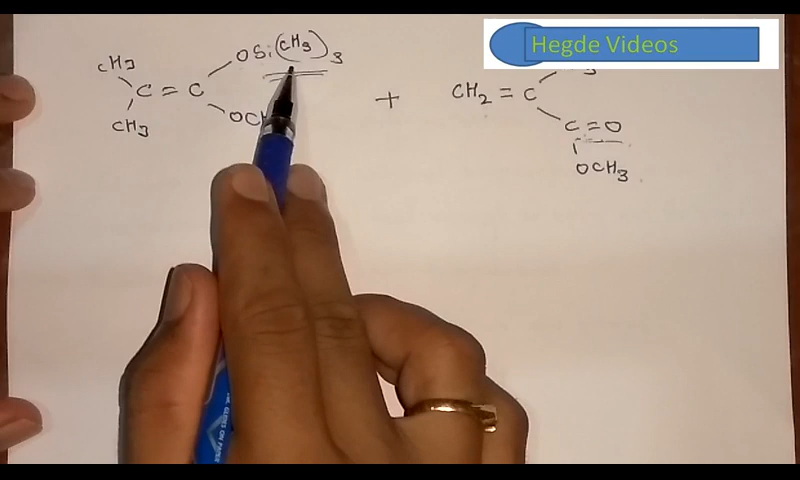 Hegde Videos
CH3 OSi(CH3)3
C = C + CH2 = C
CH3 C = O
OCH3